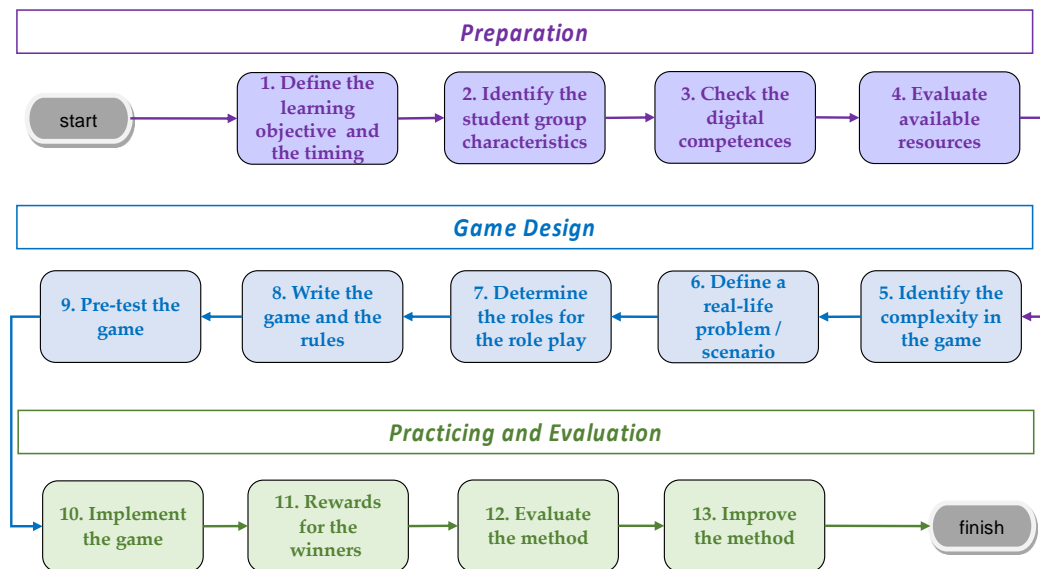 Preparation
start
1. Define the
learning
objective and
the timing
2. Identify the
student group
characteristics
3. Check the
digital
competences
4. Evaluate
available
resources
Game Design
9. Pre-test the
game
8. Write the
game and the
rules
7. Determine
the roles for
the role play
6. Define a
real-life
problem /
scenario
5. Identify the
complexity in
the game
Practicing and Evaluation
10. Implement
the game
11. Rewards
for the
winners
12. Evaluate
the method
13. Improve
the method
finish